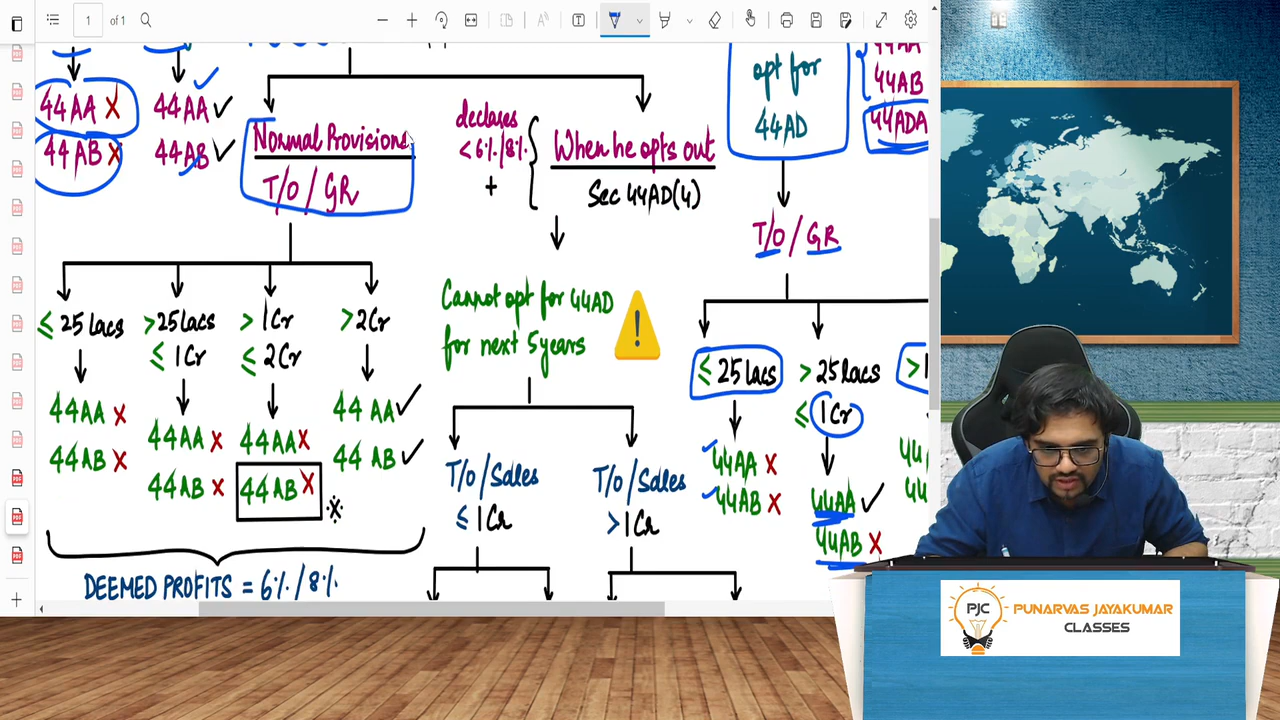 1 of 1
44AA X
44AB X
44AA ✓
44AB ✓
Normal Provisions
T/O / GR
declares
< 6% / 8%
+
When he opts out
Sec 44AD(4)
opt for
44AD
44AA
44AB
44ADA
T/O / GR
≤ 25 lacs
44AA X
44AB X
> 25 lacs
≤ 1 Cr
44AA X
44AB X
> 1 Cr
≤ 2 Cr
44AA X
44AB X
> 2 Cr
44 AA ✓
44 AB ✓
DEEMED PROFITS = 6% / 8%
Cannot opt for 44AD
for next 5 years
T/O / Sales
≤ 1 Cr
T/O / Sales
> 1 Cr
≤ 25 lacs
44AA X
44AB X
> 25 lacs
≤ 1 Cr
44AA ✓
44AB X
PJC
PUNARVAS JAYAKUMAR
CLASSES